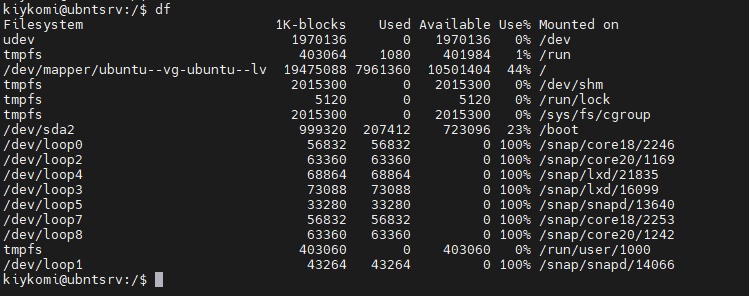 kiykomi@ubntsrv:/$ df
Filesystem                        1K-blocks    Used Available Use% Mounted on
udev                                1970136       0   1970136   0% /dev
tmpfs                                403064    1080    401984   1% /run
/dev/mapper/ubuntu--vg-ubuntu--lv  19475088 7961360  10501404  44% /
tmpfs                               2015300       0   2015300   0% /dev/shm
tmpfs                                  5120       0      5120   0% /run/lock
tmpfs                               2015300       0   2015300   0% /sys/fs/cgroup
/dev/sda2                            999320  207412    723096  23% /boot
/dev/loop0                            56832   56832         0 100% /snap/core18/2246
/dev/loop2                            63360   63360         0 100% /snap/core20/1169
/dev/loop4                            68864   68864         0 100% /snap/lxd/21835
/dev/loop3                            73088   73088         0 100% /snap/lxd/16099
/dev/loop5                            33280   33280         0 100% /snap/snapd/13640
/dev/loop7                            56832   56832         0 100% /snap/core18/2253
/dev/loop8                            63360   63360         0 100% /snap/core20/1242
tmpfs                                403060       0    403060   0% /run/user/1000
/dev/loop1                            43264   43264         0 100% /snap/snapd/14066
kiykomi@ubntsrv:/$